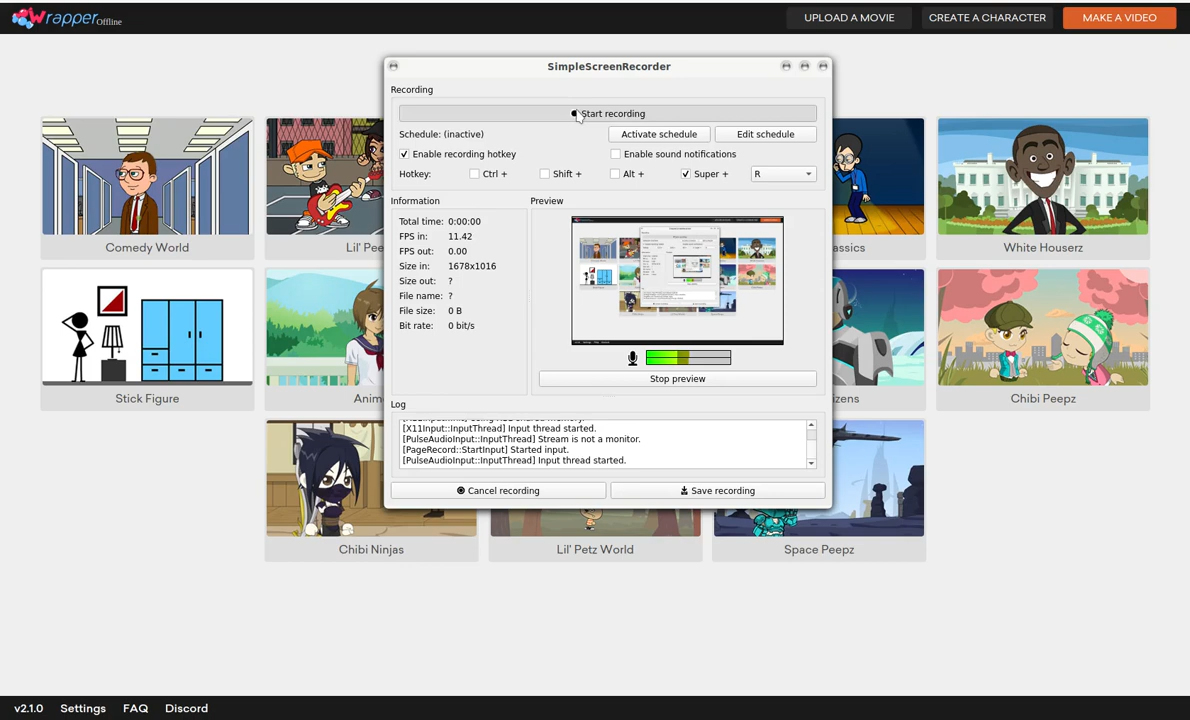 Wrapper Offline
UPLOAD A MOVIE
CREATE A CHARACTER
MAKE A VIDEO
SimpleScreenRecorder
Recording
Start recording
Schedule: (inactive)
Activate schedule
Edit schedule
Enable recording hotkey
Enable sound notifications
Hotkey:
Ctrl +
Shift +
Alt +
Super +
R
Information
Preview
Total time: 0:00:00
FPS in: 11.42
FPS out: 0.00
Size in: 1678x1016
Size out: ?
File name: ?
File size: 0 B
Bit rate: 0 bit/s
Stop preview
Log
[X11Input::InputThread] Input thread started.
[PulseAudioInput::InputThread] Stream is not a monitor.
[PageRecord::StartInput] Started input.
[PulseAudioInput::InputThread] Input thread started.
Cancel recording
Save recording
Comedy World
Lil' Pee
assics
White Houserz
Stick Figure
Anim
izens
Chibi Peepz
Chibi Ninjas
Lil' Petz World
Space Peepz
v2.1.0
Settings
FAQ
Discord